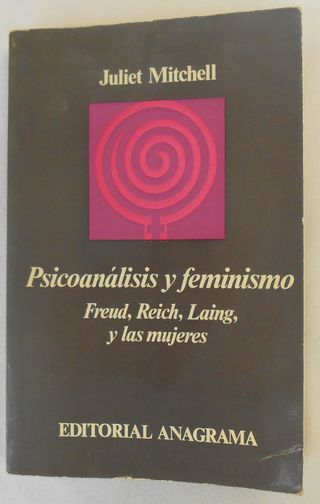 Juliet Mitchell
Psicoanálisis y feminismo
Freud, Reich, Laing,
y las mujeres
EDITORIAL ANAGRAMA